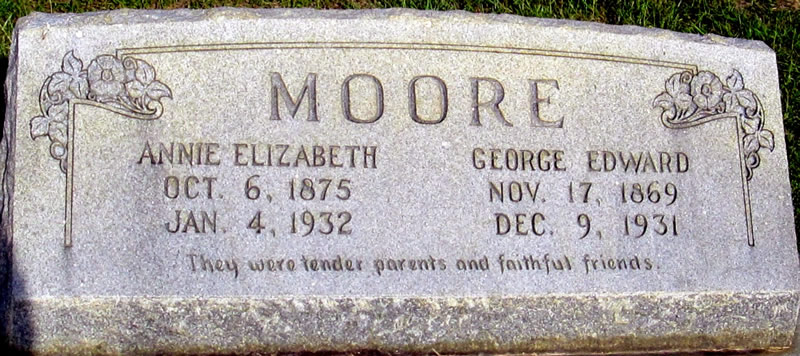 MOORE
ANNIE ELIZABETH
OCT. 6, 1875
JAN. 4, 1932
GEORGE EDWARD
NOV. 17, 1869
DEC. 9, 1931
They were tender parents and faithful friends.